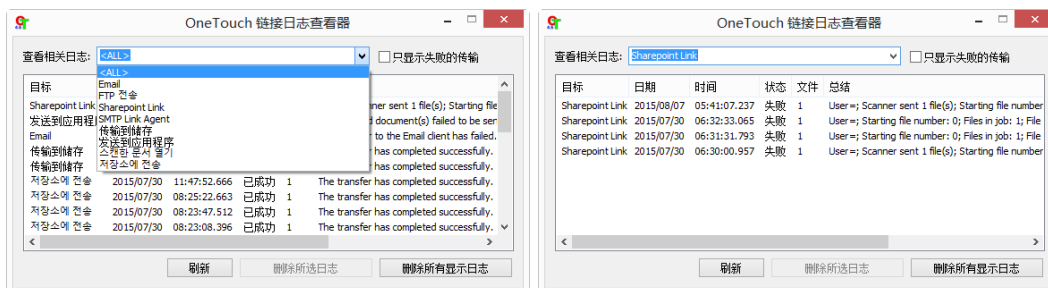 OneTouch 链接日志查看器
查看相关日志: <ALL> 只显示失败的传输
<ALL>
Email
FTP 전송
Sharepoint Link
SMTP Link Agent
传输到储存
发送到应用程序
스캔한 문서 열기
저장소에 전송
目标
Sharepoint Link ner sent 1 file(s); Starting file
发送到应用程 document(s) failed to be sen
Email to the Email client has failed.
传输到储存 has completed successfully.
传输到储存 has completed successfully.
저장소에 전송 2015/07/30 11:47:52.666 已成功 1 The transfer has completed successfully.
저장소에 전송 2015/07/30 08:25:22.663 已成功 1 The transfer has completed successfully.
저장소에 전송 2015/07/30 08:23:47.512 已成功 1 The transfer has completed successfully.
저장소에 전송 2015/07/30 08:23:08.396 已成功 1 The transfer has completed successfully.
刷新 删除所选日志 删除所有显示日志
OneTouch 链接日志查看器
查看相关日志: Sharepoint Link 只显示失败的传输
目标 日期 时间 状态 文件 总结
Sharepoint Link 2015/08/07 05:41:07.237 失败 1 User=; Scanner sent 1 file(s); Starting file number
Sharepoint Link 2015/07/30 06:32:33.065 失败 1 User=; Starting file number: 0; Files in job: 1; File
Sharepoint Link 2015/07/30 06:31:31.793 失败 1 User=; Starting file number: 0; Files in job: 1; File
Sharepoint Link 2015/07/30 06:30:00.957 失败 1 User=; Scanner sent 1 file(s); Starting file number
刷新 删除所选日志 删除所有显示日志